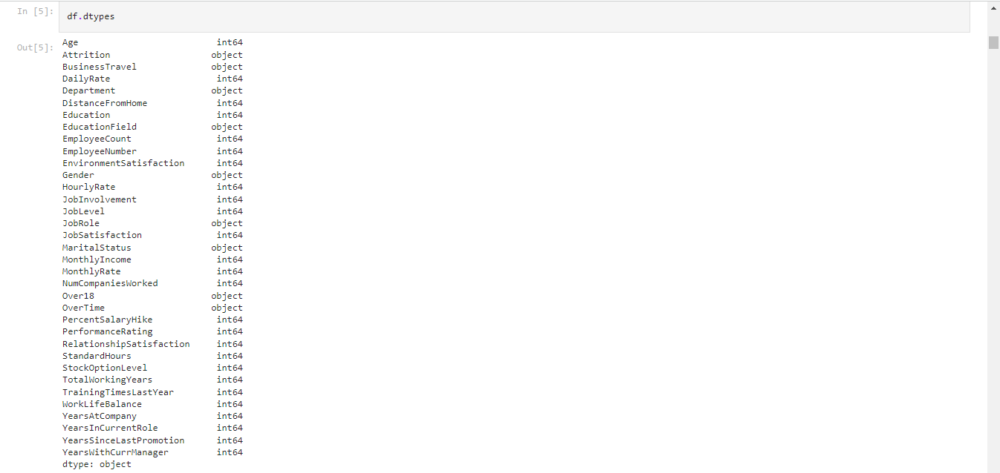 In [5]: df.dtypes
Out[5]: Age int64
Attrition object
BusinessTravel object
DailyRate int64
Department object
DistanceFromHome int64
Education int64
EducationField object
EmployeeCount int64
EmployeeNumber int64
EnvironmentSatisfaction int64
Gender object
HourlyRate int64
JobInvolvement int64
JobLevel int64
JobRole object
JobSatisfaction int64
MaritalStatus object
MonthlyIncome int64
MonthlyRate int64
NumCompaniesWorked int64
Over18 object
OverTime object
PercentSalaryHike int64
PerformanceRating int64
RelationshipSatisfaction int64
StandardHours int64
StockOptionLevel int64
TotalWorkingYears int64
TrainingTimesLastYear int64
WorkLifeBalance int64
YearsAtCompany int64
YearsInCurrentRole int64
YearsSinceLastPromotion int64
YearsWithCurrManager int64
dtype: object